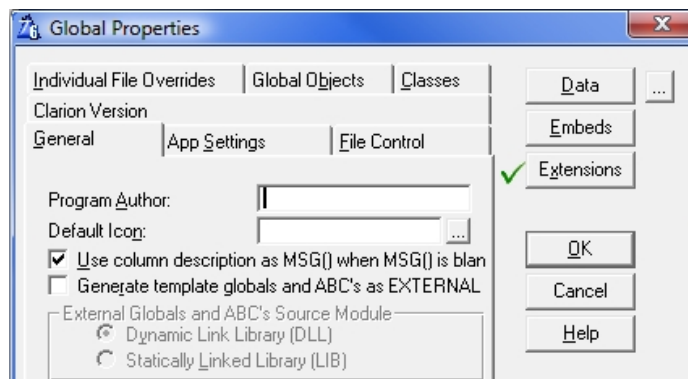 Global Properties
Individual File Overrides
Global Objects
Classes
Clarion Version
General
App Settings
File Control
Program Author:
Default Icon:
...
Use column description as MSG() when MSG() is blan
Generate template globals and ABC's as EXTERNAL
External Globals and ABC's Source Module
Dynamic Link Library (DLL)
Statically Linked Library (LIB)
Data
...
Embeds
Extensions
OK
Cancel
Help